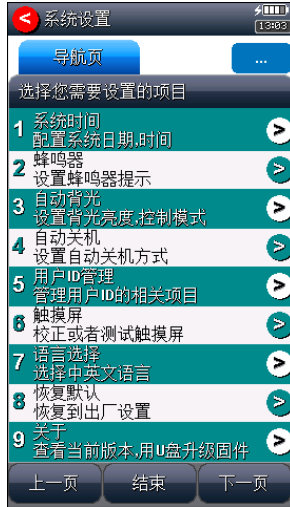 系统设置
13:03
导航页
...
选择您需要设置的项目
1 系统时间
配置系统日期,时间
2 蜂鸣器
设置蜂鸣器提示
3 自动背光
设置背光亮度,控制模式
4 自动关机
设置自动关机方式
5 用户ID管理
管理用户ID的相关项目
6 触摸屏
校正或者测试触摸屏
7 语言选择
选择中英文语言
8 恢复默认
恢复到出厂设置
9 关于
查看当前版本,用U盘升级固件
上一页 结束 下一页